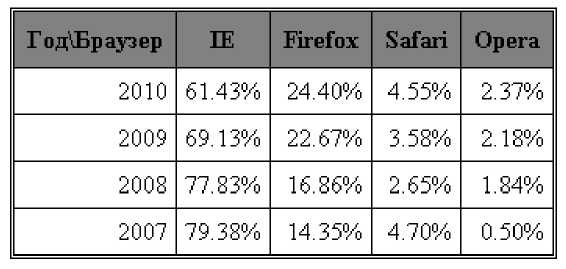 Год\Браузер IE Firefox Safari Opera
2010 61.43% 24.40% 4.55% 2.37%
2009 69.13% 22.67% 3.58% 2.18%
2008 77.83% 16.86% 2.65% 1.84%
2007 79.38% 14.35% 4.70% 0.50%